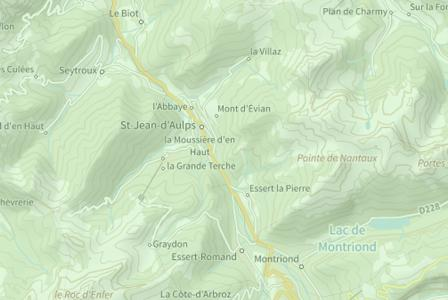 Le Biot
Plan de Charmy
Sur la Fon
la Villaz
s Culées
Seytroux
l'Abbaye
Mont d'Évian
d'en Haut
St-Jean-d'Aulps
la Moussière d'en
Haut
la Grande Terche
Pointe de Nantaux
Portes
Essert la Pierre
hevrerie
D228
Lac de
Montriond
Graydon
Essert-Romand
Montriond
le Roc d'Enfer
La Côte-d'Arbroz